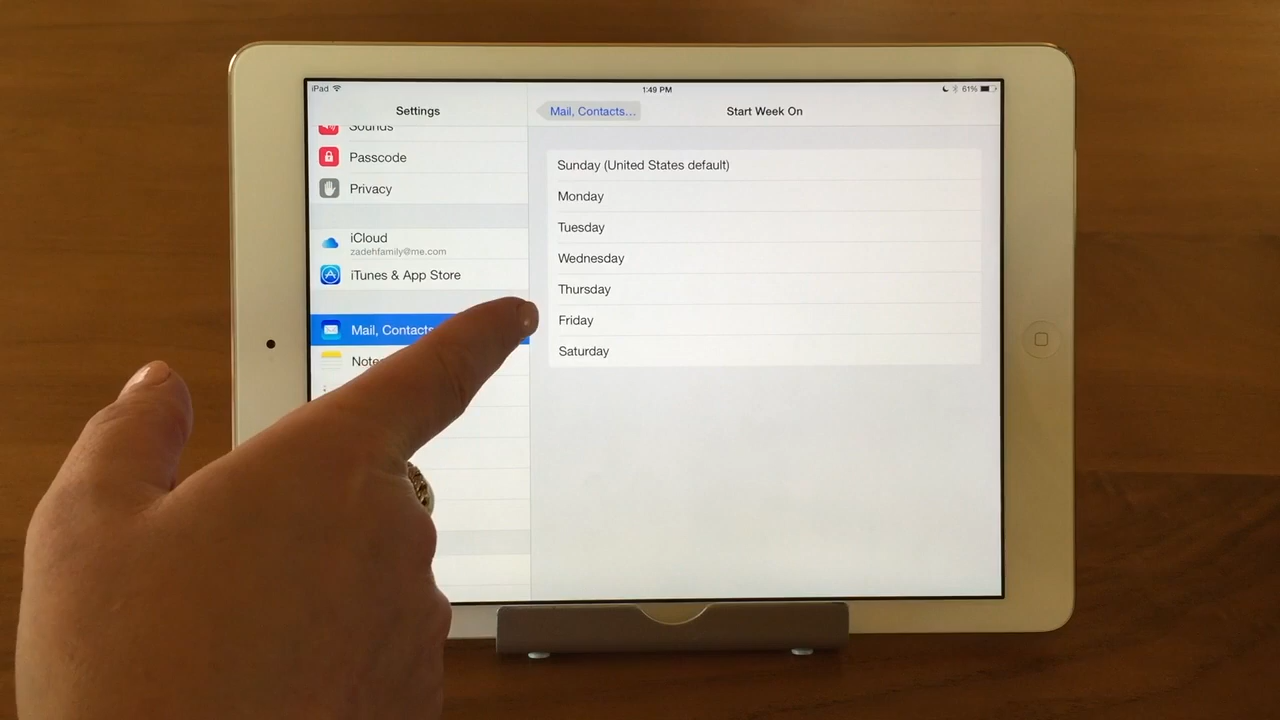 iPad
1:49 PM
61%
Settings
Mail, Contacts...
Start Week On
Sounds
Passcode
Privacy
iCloud
zadehfamily@me.com
iTunes & App Store
Mail, Contacts
Notes
Sunday (United States default)
Monday
Tuesday
Wednesday
Thursday
Friday
Saturday